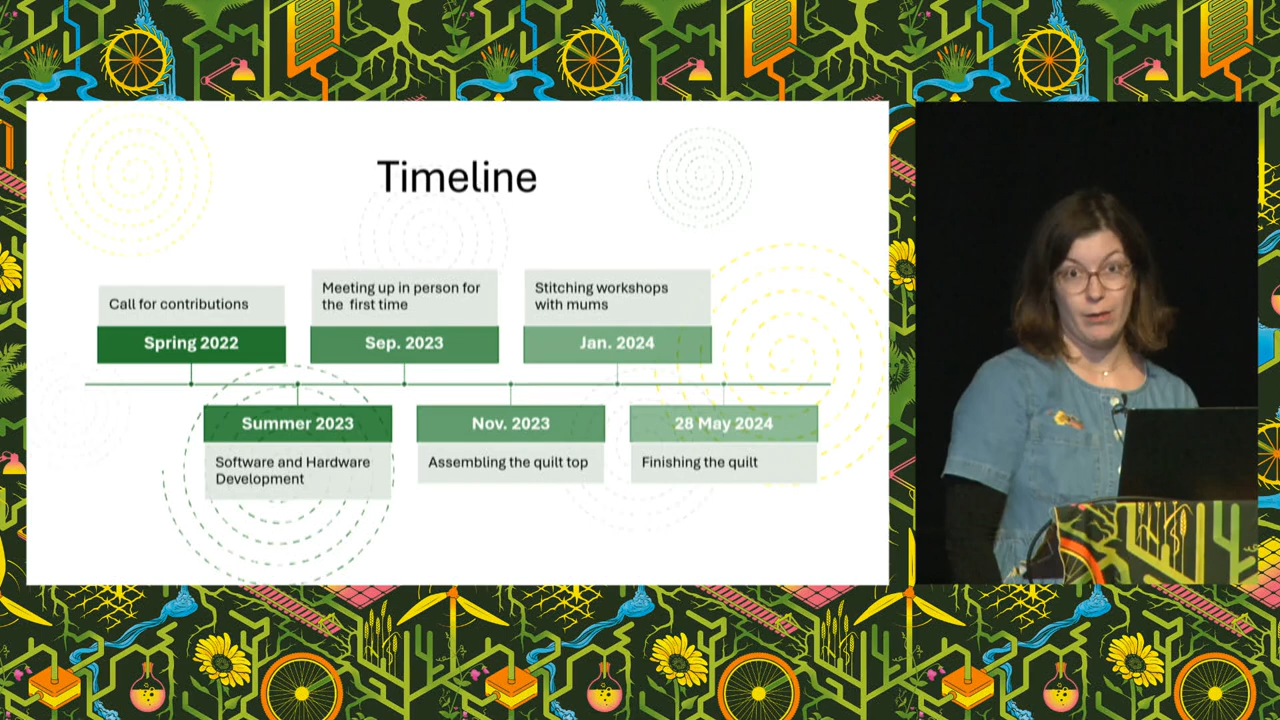 Timeline
Call for contributions
Spring 2022
Summer 2023
Software and Hardware
Development
Meeting up in person for
the first time
Sep. 2023
Nov. 2023
Assembling the quilt top
Stitching workshops
with mums
Jan. 2024
28 May 2024
Finishing the quilt